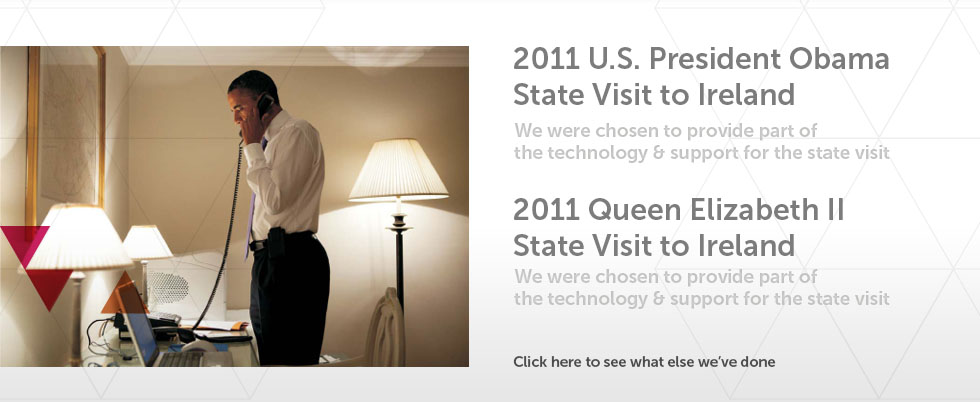 2011 U.S. President Obama
State Visit to Ireland
We were chosen to provide part of
the technology & support for the state visit
2011 Queen Elizabeth II
State Visit to Ireland
We were chosen to provide part of
the technology & support for the state visit
Click here to see what else we've done